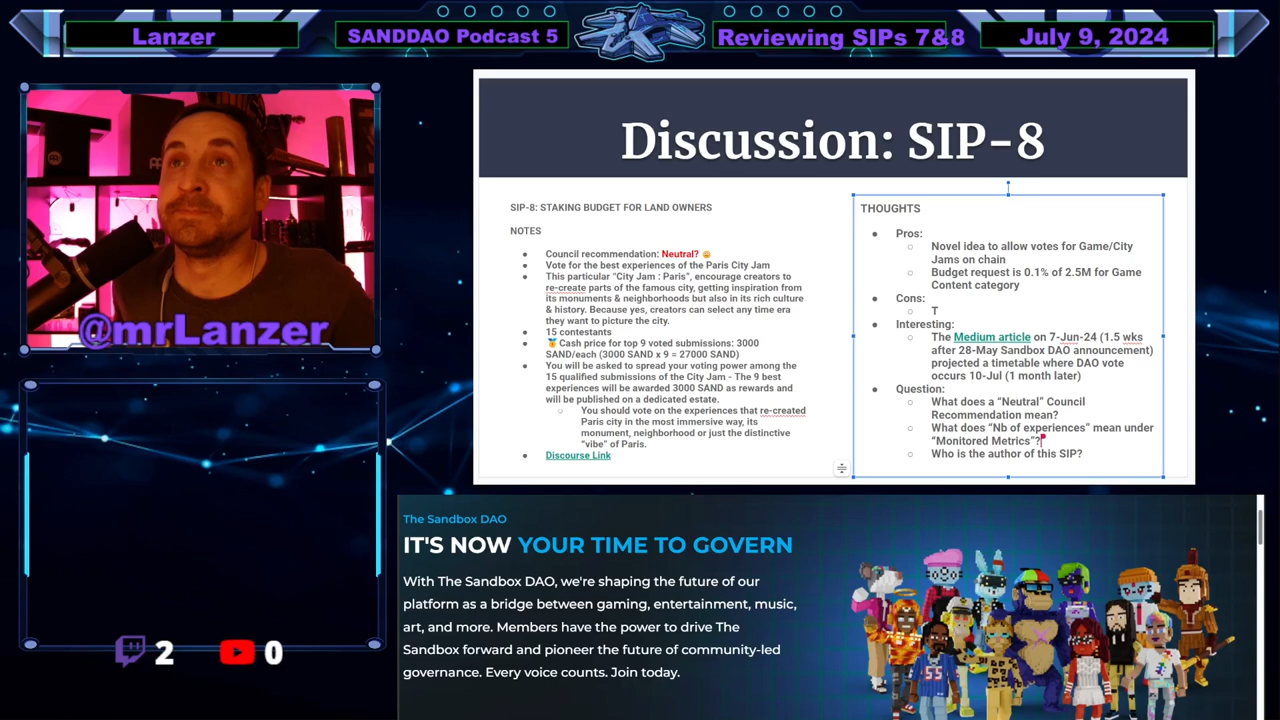 Lanzer
SANDDAO Podcast 5
Reviewing SIPs 7&8
July 9, 2024
@mrLanzer
Discussion: SIP-8
SIP-8: STAKING BUDGET FOR LAND OWNERS
NOTES
Council recommendation: Neutral? 😐
Vote for the best experiences of the Paris City Jam
This particular "City Jam : Paris", encourage creators to
re-create parts of the famous city, getting inspiration from
its monuments & neighborhoods but also in its rich culture
& history. Because yes, creators can select any time era
they want to picture the city.
15 contestants
🏅Cash price for top 9 voted submissions: 3000
SAND/each (3000 SAND x 9 = 27000 SAND)
You will be asked to spread your voting power among the
15 qualified submissions of the City Jam - The 9 best
experiences will be awarded 3000 SAND as rewards and
will be published on a dedicated estate.
You should vote on the experiences that re-created
Paris city in the most immersive way, its
monument, neighborhood or just the distinctive
"vibe" of Paris.
Discourse Link
THOUGHTS
Pros:
Novel idea to allow votes for Game/City
Jams on chain
Budget request is 0.1% of 2.5M for Game
Content category
Cons:
T
Interesting:
The Medium article on 7-Jun-24 (1.5 wks
after 28-May Sandbox DAO announcement)
projected a timetable where DAO vote
occurs 10-Jul (1 month later)
Question:
What does a "Neutral" Council
Recommendation mean?
What does "Nb of experiences" mean under
"Monitored Metrics"?
Who is the author of this SIP?
The Sandbox DAO
IT'S NOW YOUR TIME TO GOVERN
With The Sandbox DAO, we're shaping the future of our
platform as a bridge between gaming, entertainment, music,
art, and more. Members have the power to drive The
Sandbox forward and pioneer the future of community-led
governance. Every voice counts. Join today.
55
2
0